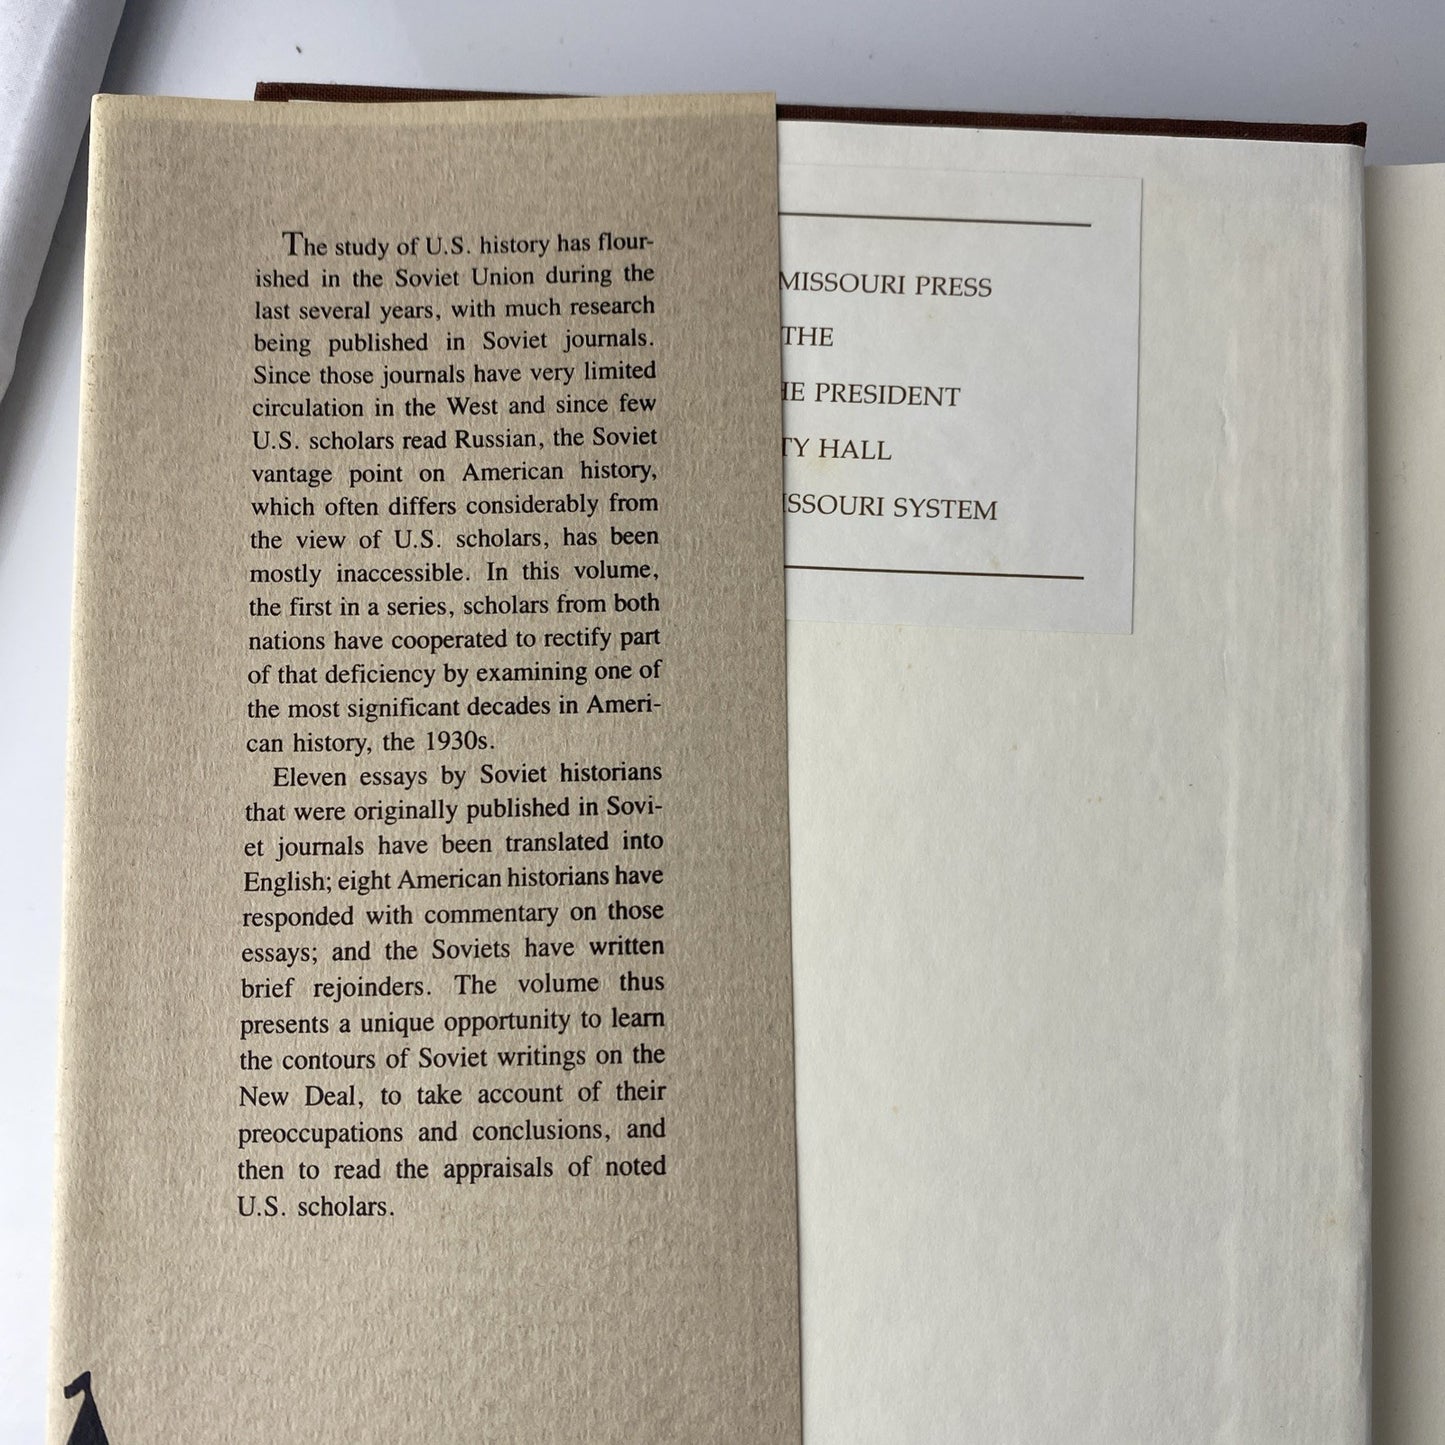 The study of U.S. history has flour-
ished in the Soviet Union during the
last several years, with much research
being published in Soviet journals.
Since those journals have very limited
circulation in the West and since few
U.S. scholars read Russian, the Soviet
vantage point on American history,
which often differs considerably from
the view of U.S. scholars, has been
mostly inaccessible. In this volume,
the first in a series, scholars from both
nations have cooperated to rectify part
of that deficiency by examining one of
the most significant decades in Ameri-
can history, the 1930s.
Eleven essays by Soviet historians
that were originally published in Sovi-
et journals have been translated into
English; eight American historians have
responded with commentary on those
essays; and the Soviets have written
brief rejoinders. The volume thus
presents a unique opportunity to learn
the contours of Soviet writings on the
New Deal, to take account of their
preoccupations and conclusions, and
then to read the appraisals of noted
U.S. scholars.
MISSOURI PRESS
THE
PRESIDENT
TY HALL
ISSOURI SYSTEM